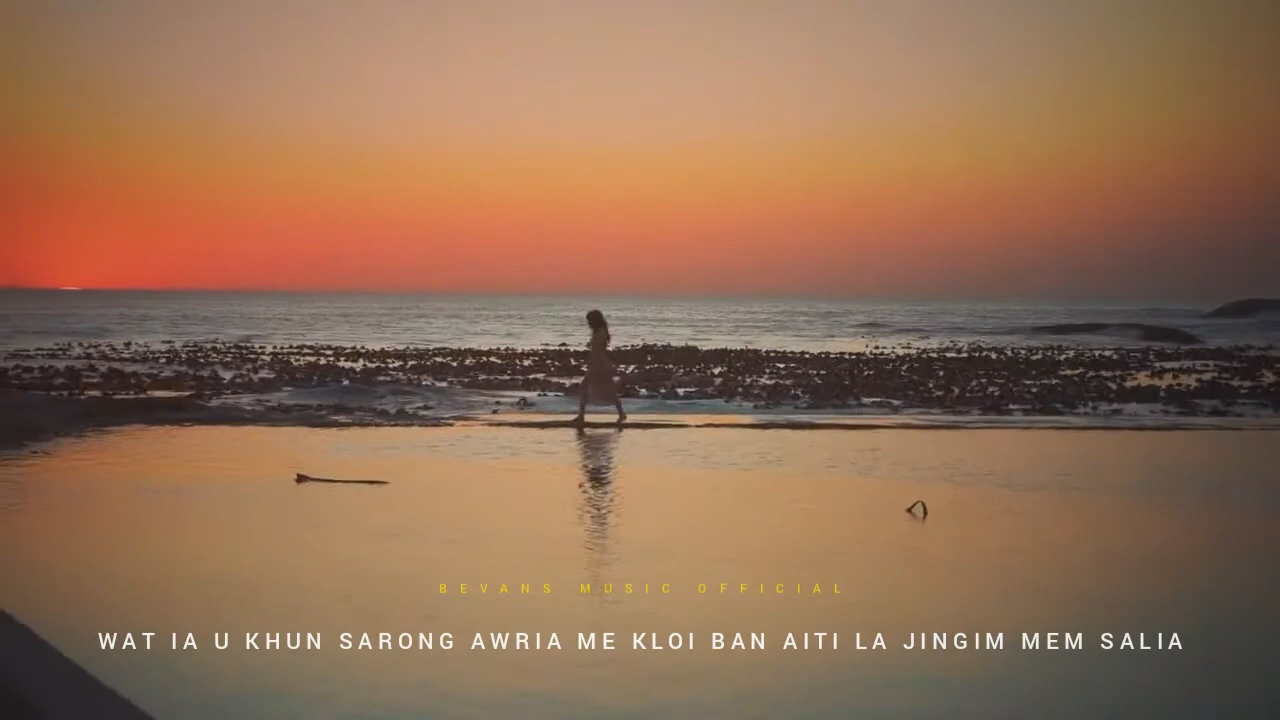 BEVANS MUSIC OFFICIAL
WAT IA U KHUN SARONG AWRIA ME KLOI BAN AITI LA JINGIM MEM SALIA